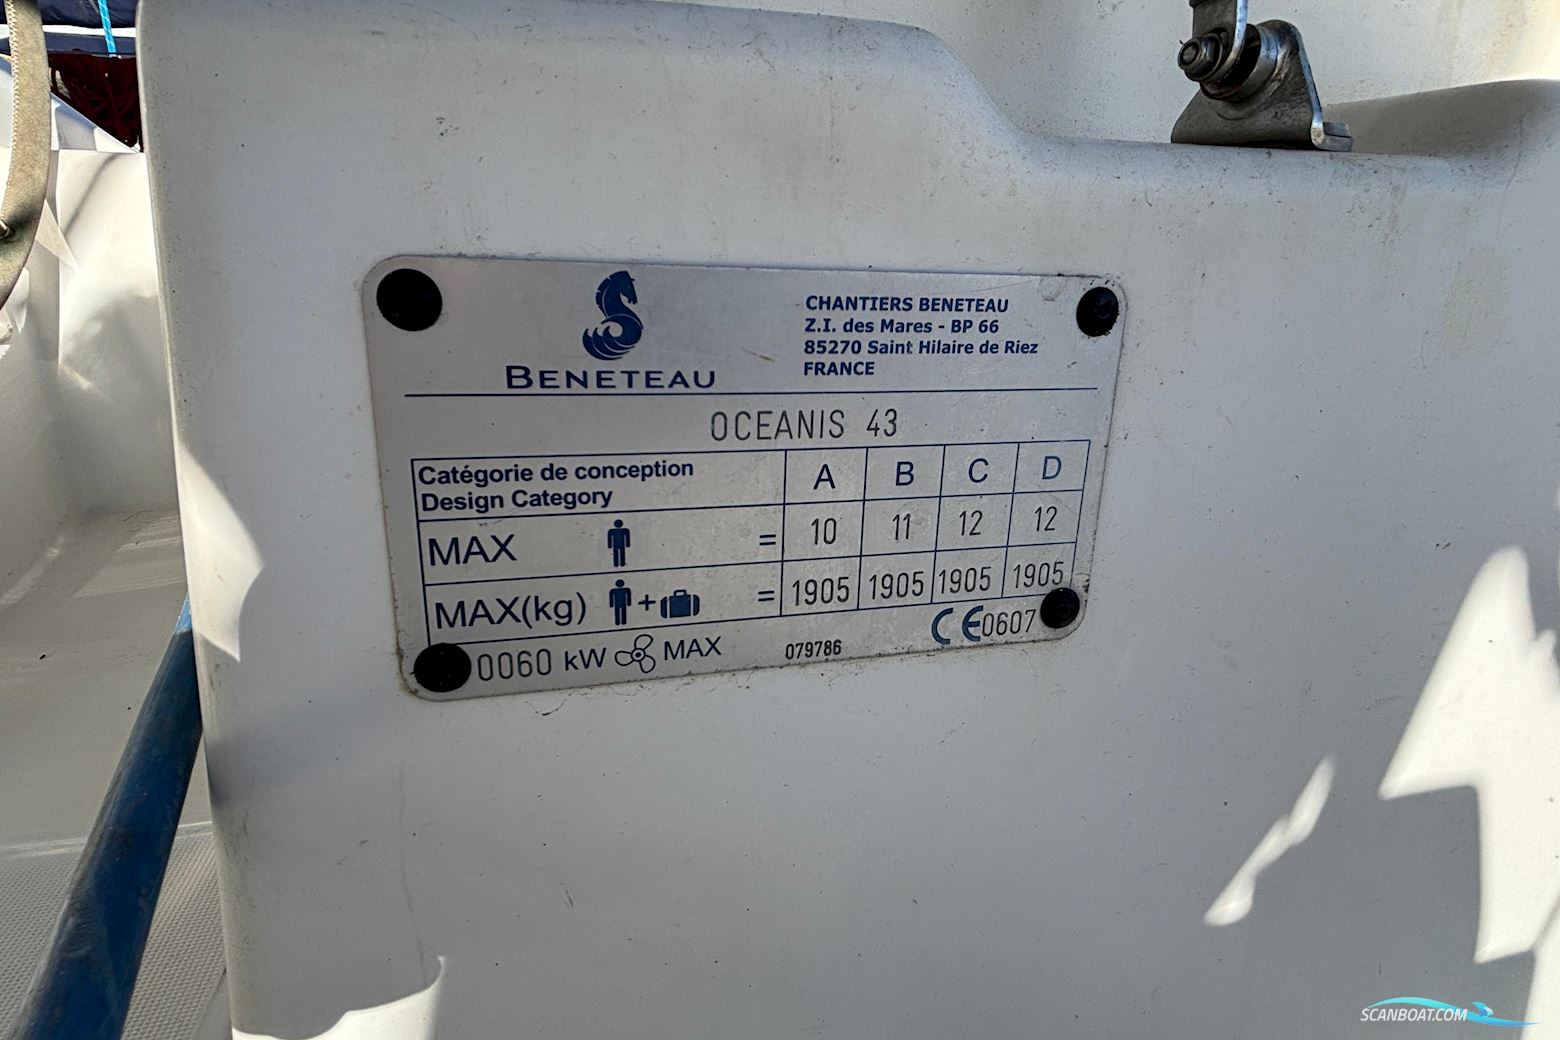 BENETEAU
CHANTIERS BENETEAU
Z.I. des Mares - BP 66
85270 Saint Hilaire de Riez
FRANCE
OCEANIS 43
Catégorie de conception
Design Category
A B C D
MAX = 10 11 12 12
MAX(kg) + = 1905 1905 1905 1905
0060 kW MAX 079786 CE0607
SCANBOAT.COM